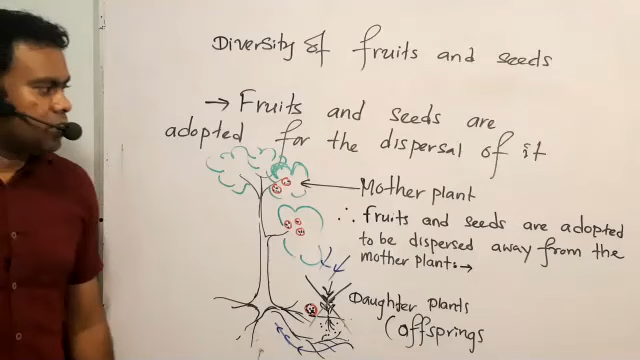 Diversity of fruits and seeds
→ Fruits and seeds are
adopted for the dispersal of it
Mother plant
∴ fruits and seeds are adopted
to be dispersed away from the
mother plant:→
Daughter plants
(offsprings